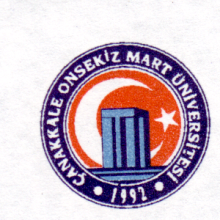 ÇANAKKALE ONSEKİZ MART ÜNİVERSİTESİ
• 1992 •